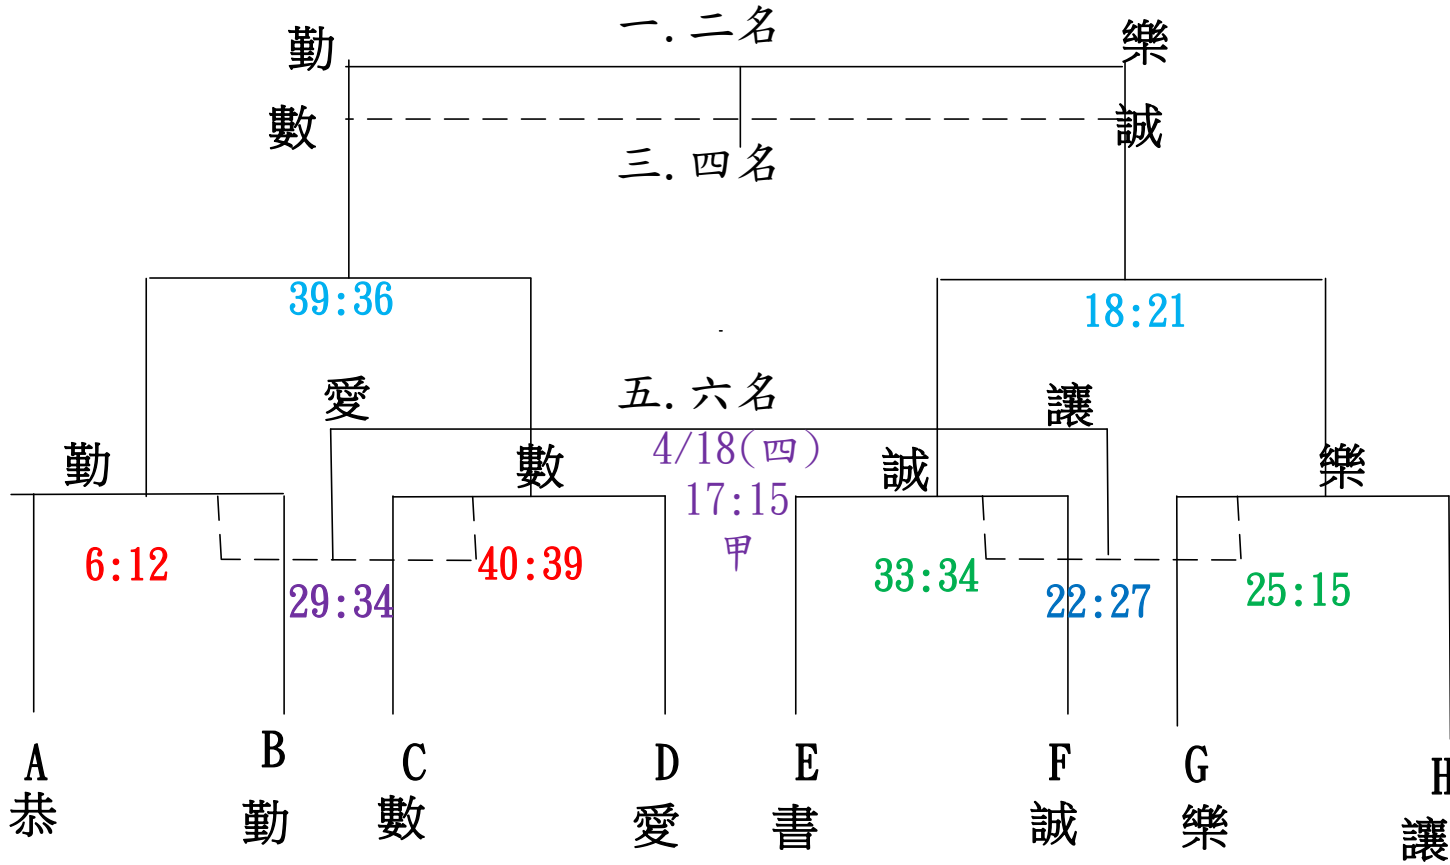 勤
一.二名
樂
數
誠
三.四名
39:36
18:21
愛
五.六名
讓
勤
數
4/18(四)
誠
樂
17:15
甲
6:12
40:39
29:34
33:34
22:27
25:15
A
B
C
D
E
F
G
H
恭
勤
數
愛
書
誠
樂
讓